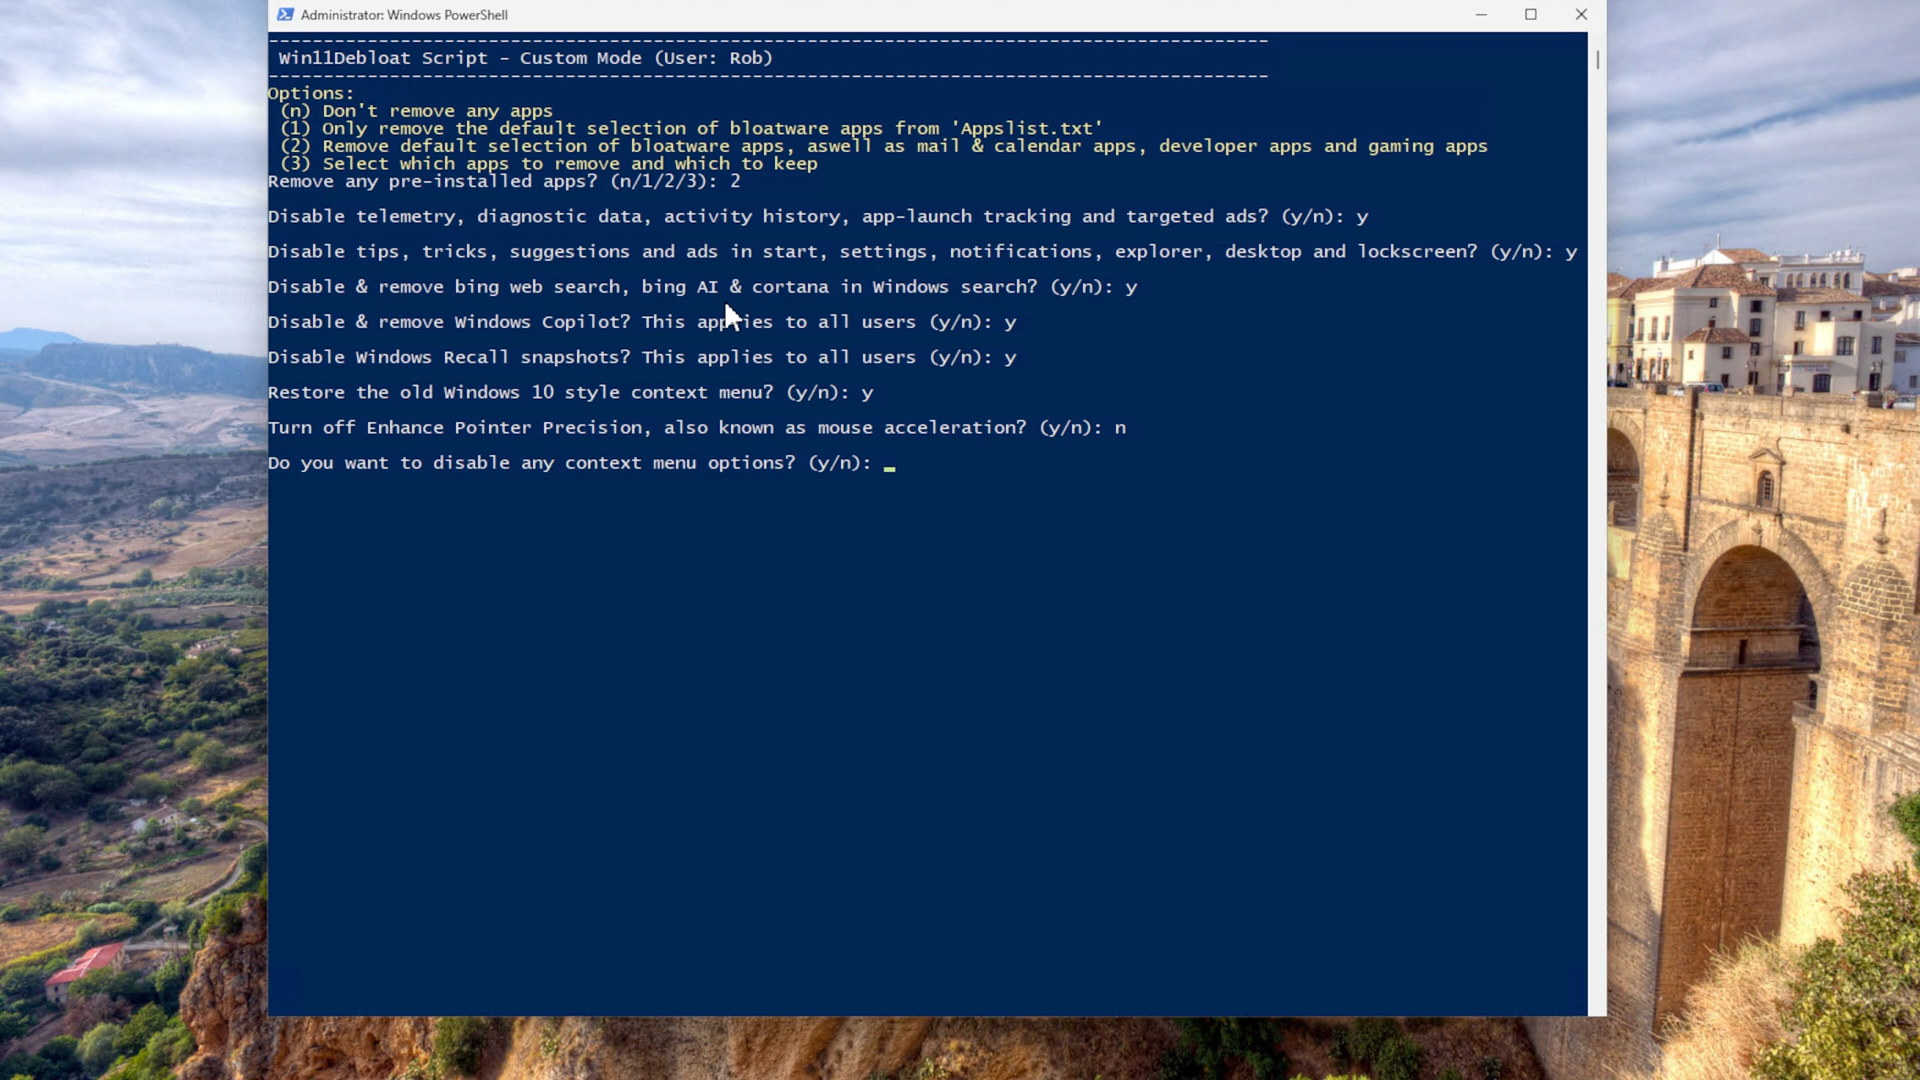 Administrator: Windows PowerShell
-------------------------------------------------------------------------------------------
Win11Debloat Script - Custom Mode (User: Rob)
-------------------------------------------------------------------------------------------
Options:
(n) Don't remove any apps
(1) Only remove the default selection of bloatware apps from 'Appslist.txt'
(2) Remove default selection of bloatware apps, aswell as mail & calendar apps, developer apps and gaming apps
(3) Select which apps to remove and which to keep
Remove any pre-installed apps? (n/1/2/3): 2
Disable telemetry, diagnostic data, activity history, app-launch tracking and targeted ads? (y/n): y
Disable tips, tricks, suggestions and ads in start, settings, notifications, explorer, desktop and lockscreen? (y/n): y
Disable & remove bing web search, bing AI & cortana in Windows search? (y/n): y
Disable & remove Windows Copilot? This applies to all users (y/n): y
Disable Windows Recall snapshots? This applies to all users (y/n): y
Restore the old Windows 10 style context menu? (y/n): y
Turn off Enhance Pointer Precision, also known as mouse acceleration? (y/n): n
Do you want to disable any context menu options? (y/n): _